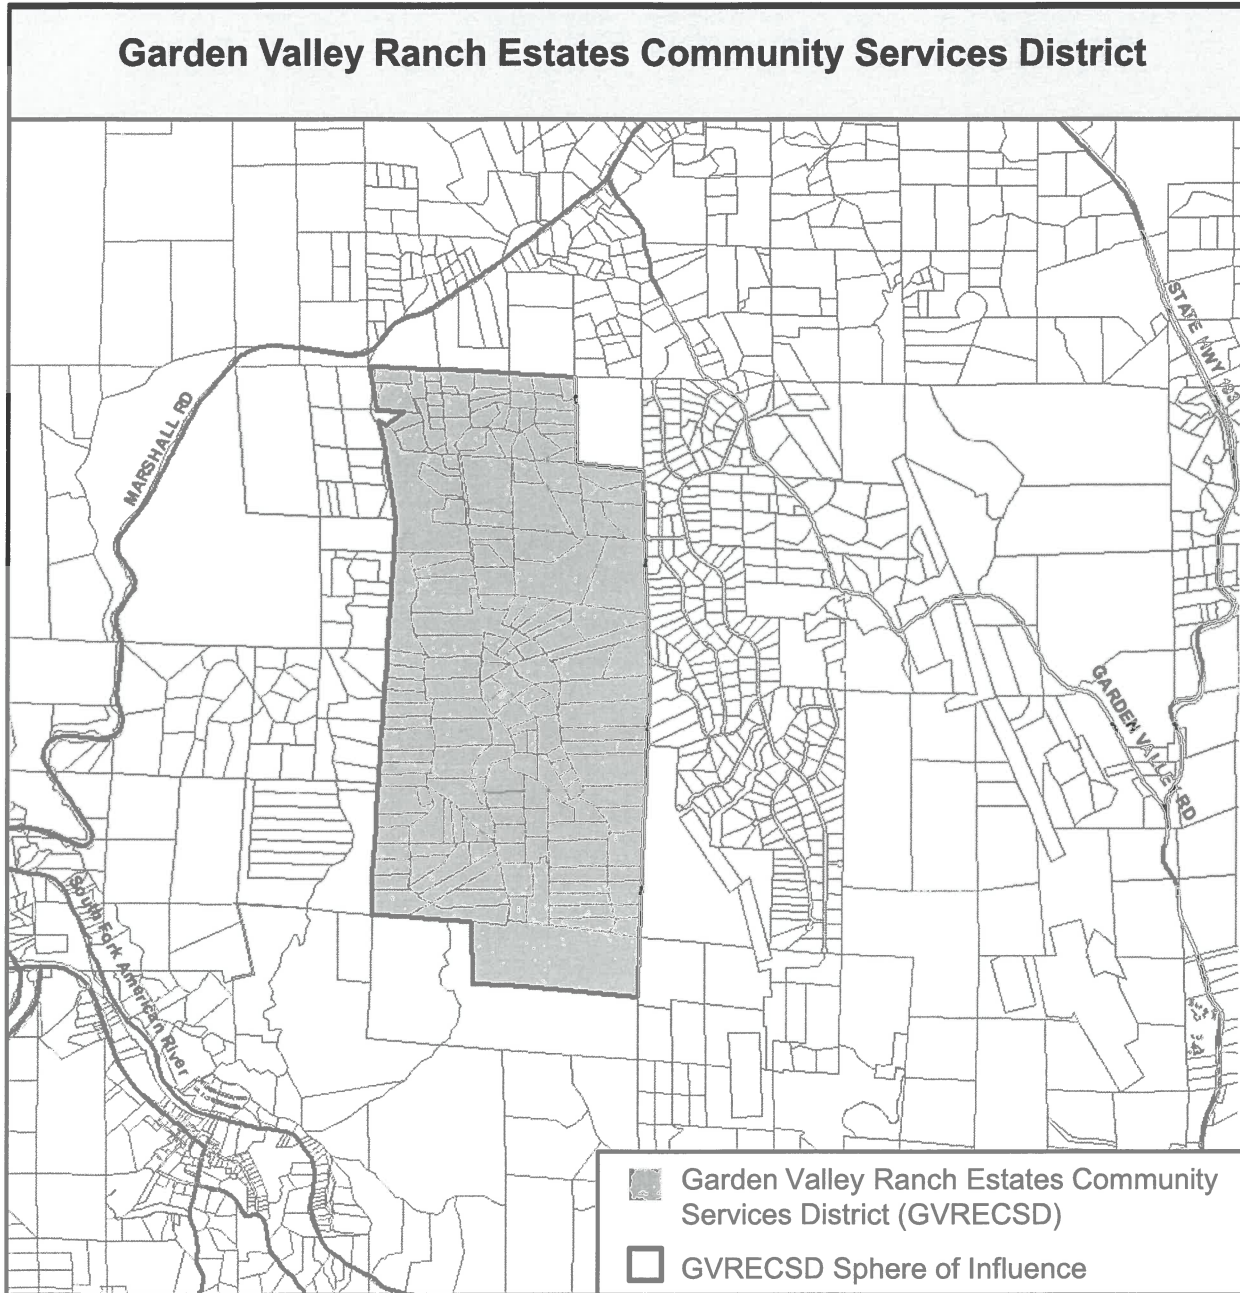 Garden Valley Ranch Estates Community Services District
STATE HWY 193
MARSHALL RD
GARDEN VALLEY RD
South Fork American River
Garden Valley Ranch Estates Community
Services District (GVRECSD)
GVRECSD Sphere of Influence